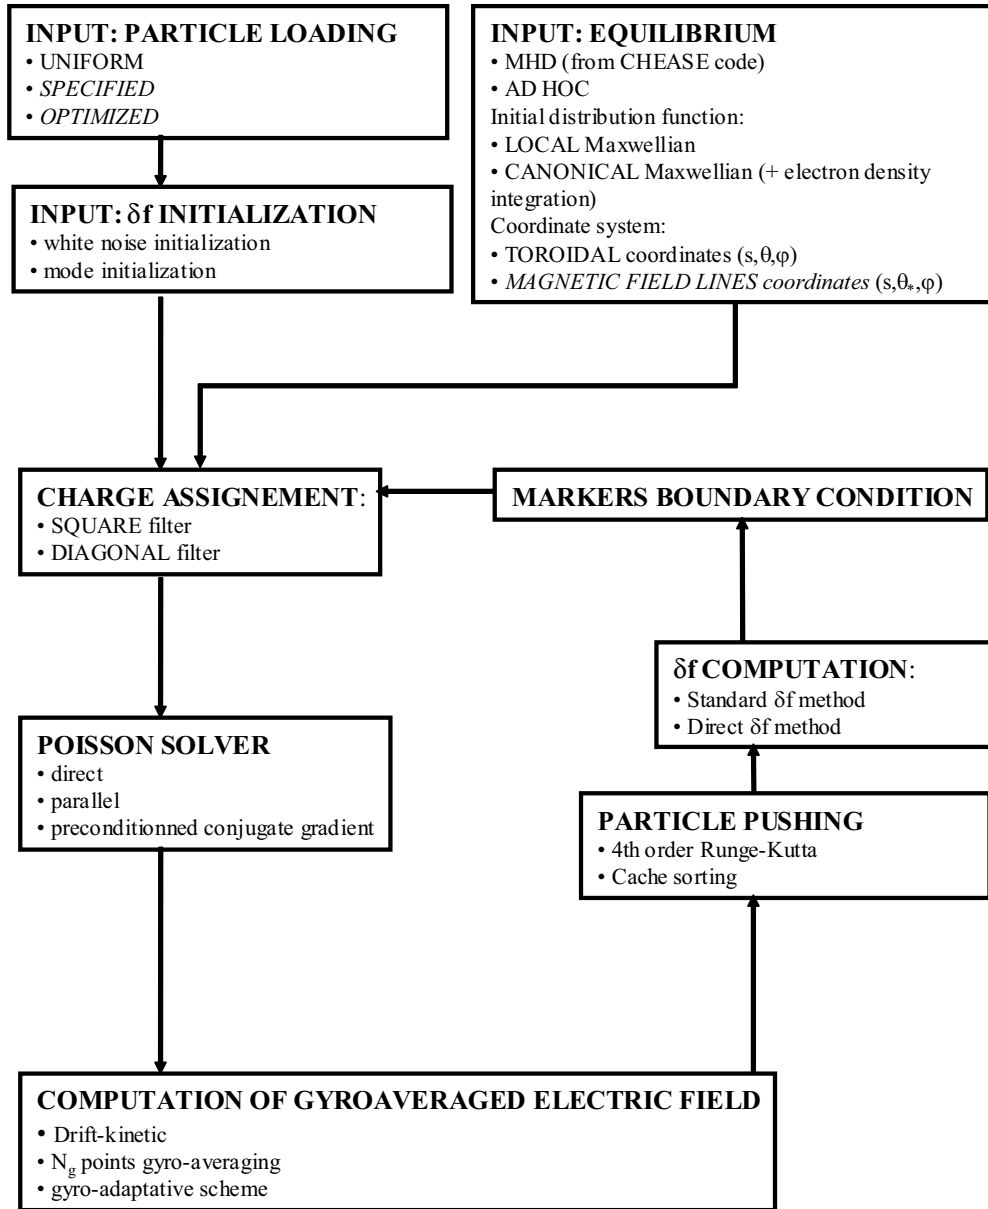 INPUT: PARTICLE LOADING
• UNIFORM
• SPECIFIED
• OPTIMIZED
INPUT: EQUILIBRIUM
• MHD (from CHEASE code)
• AD HOC
Initial distribution function:
• LOCAL Maxwellian
• CANONICAL Maxwellian (+ electron density
integration)
Coordinate system:
• TOROIDAL coordinates (s,θ,φ)
• MAGNETIC FIELD LINES coordinates (s,θ*,φ)
INPUT: δf INITIALIZATION
• white noise initialization
• mode initialization
CHARGE ASSIGNEMENT:
• SQUARE filter
• DIAGONAL filter
MARKERS BOUNDARY CONDITION
δf COMPUTATION:
• Standard δf method
• Direct δf method
POISSON SOLVER
• direct
• parallel
• preconditionned conjugate gradient
PARTICLE PUSHING
• 4th order Runge-Kutta
• Cache sorting
COMPUTATION OF GYROAVERAGED ELECTRIC FIELD
• Drift-kinetic
• Ng points gyro-averaging
• gyro-adaptative scheme